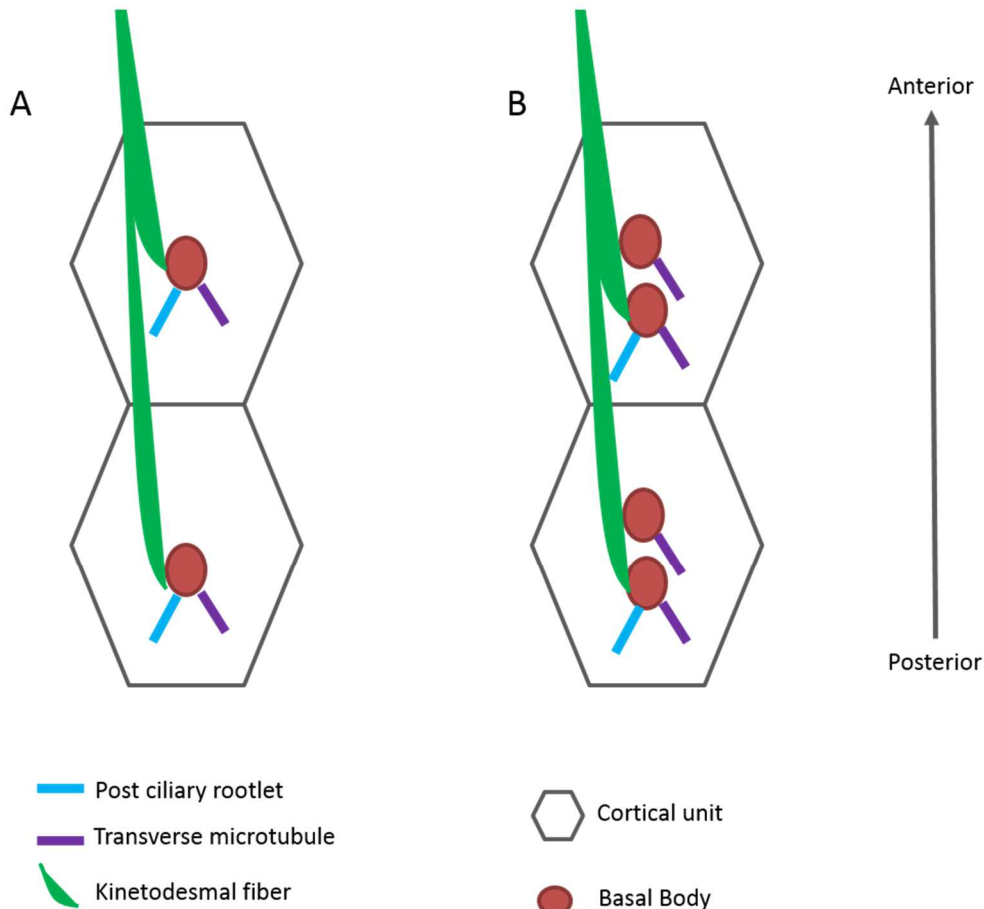 A
B
Anterior
Posterior
Post ciliary rootlet
Transverse microtubule
Kinetodesmal fiber
Cortical unit
Basal Body